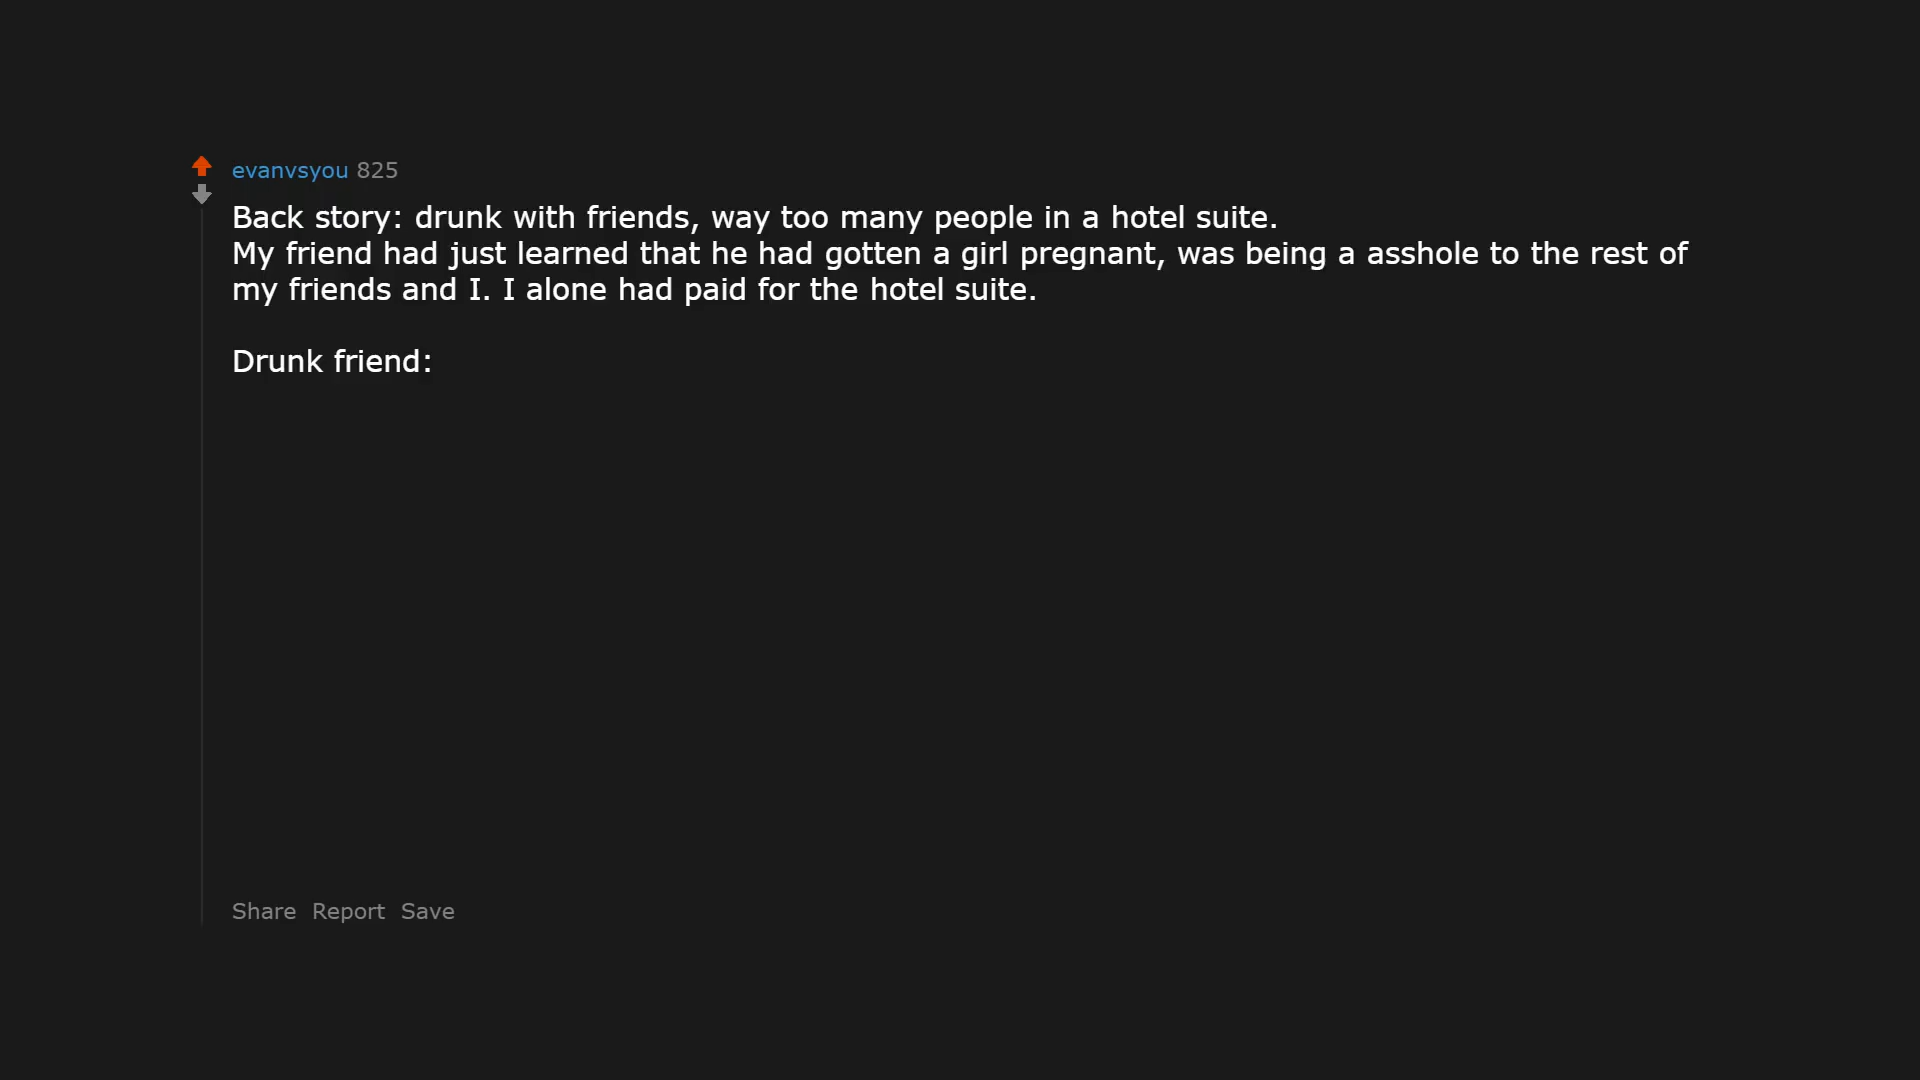 evanvsyou 825
Back story: drunk with friends, way too many people in a hotel suite.
My friend had just learned that he had gotten a girl pregnant, was being a asshole to the rest of
my friends and I. I alone had paid for the hotel suite.
Drunk friend:
Share Report Save